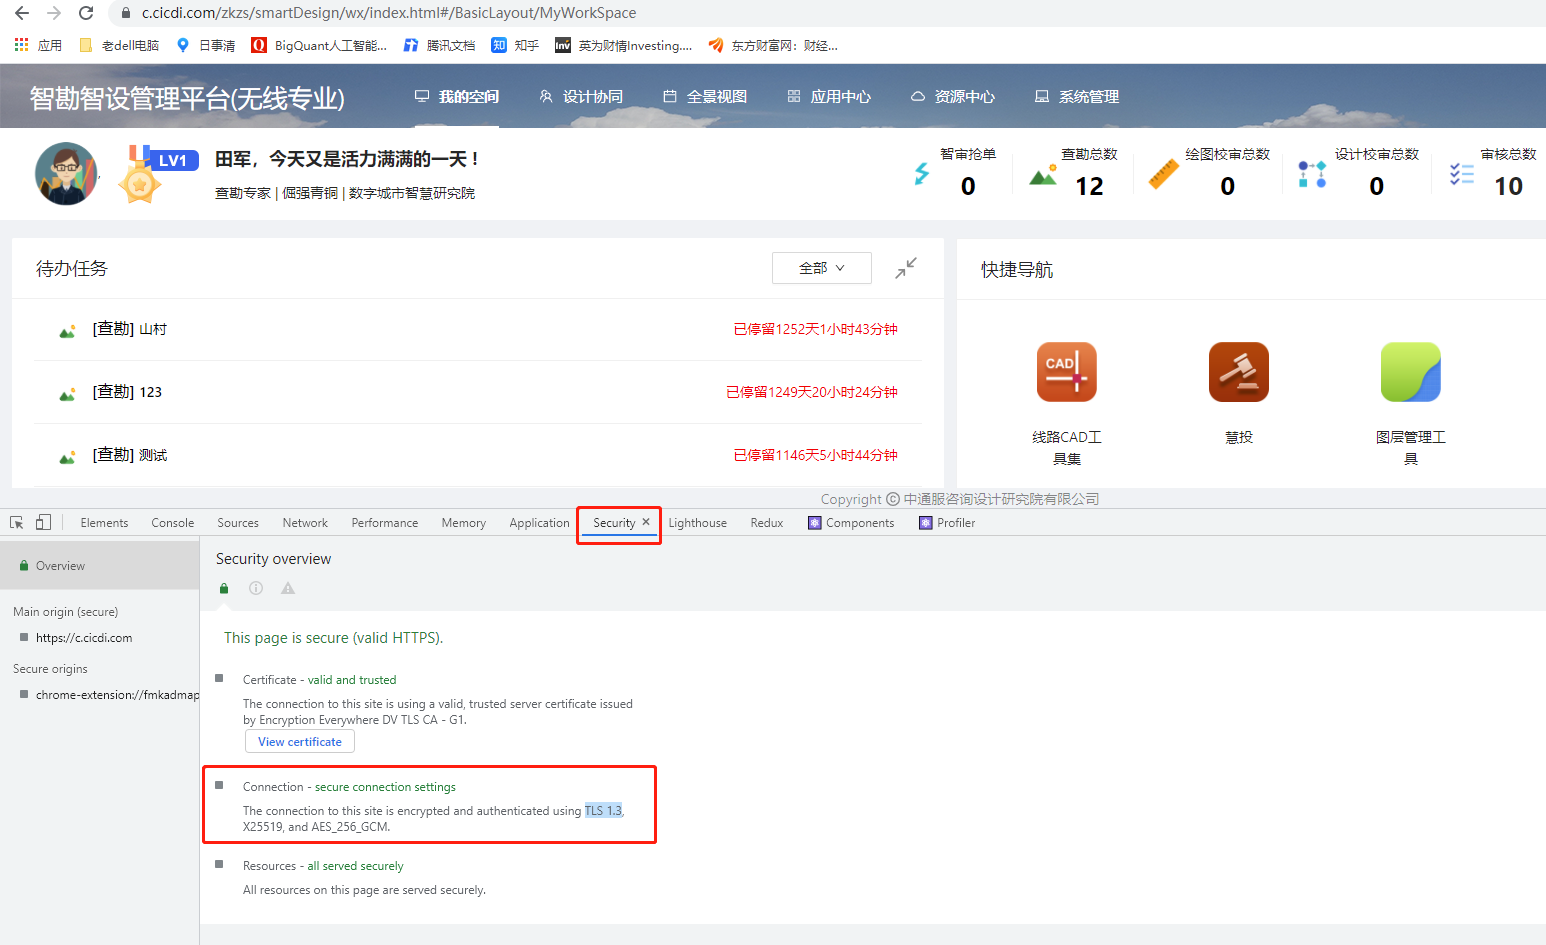 c.cicdi.com/zkzs/smartDesign/wx/index.html#/BasicLayout/MyWorkSpace
应用 老dell电脑 日事清 BigQuant人工智能... 腾讯文档 知 知乎 Inv 英为财情Investing.... 东方财富网：财经...
智勘智设管理平台(无线专业) 我的空间 设计协同 全景视图 应用中心 资源中心 系统管理
LV1 田军，今天又是活力满满的一天！
查勘专家 | 倔强青铜 | 数字城市智慧研究院
智审抢单 查勘总数 绘图校审总数 设计校审总数 审核总数
0 12 0 0 10
待办任务 全部
[查勘] 山村 已停留1252天1小时43分钟
[查勘] 123 已停留1249天20小时24分钟
[查勘] 测试 已停留1146天5小时44分钟
快捷导航
CAD
线路CAD工
具集
慧投
图层管理工
具
Copyright © 中通服咨询设计研究院有限公司
Elements Console Sources Network Performance Memory Application Security × Lighthouse Redux Components Profiler
Overview
Main origin (secure)
https://c.cicdi.com
Secure origins
chrome-extension://fmkadmap
Security overview
This page is secure (valid HTTPS).
Certificate - valid and trusted
The connection to this site is using a valid, trusted server certificate issued
by Encryption Everywhere DV TLS CA - G1.
View certificate
Connection - secure connection settings
The connection to this site is encrypted and authenticated using TLS 1.3,
X25519, and AES_256_GCM.
Resources - all served securely
All resources on this page are served securely.